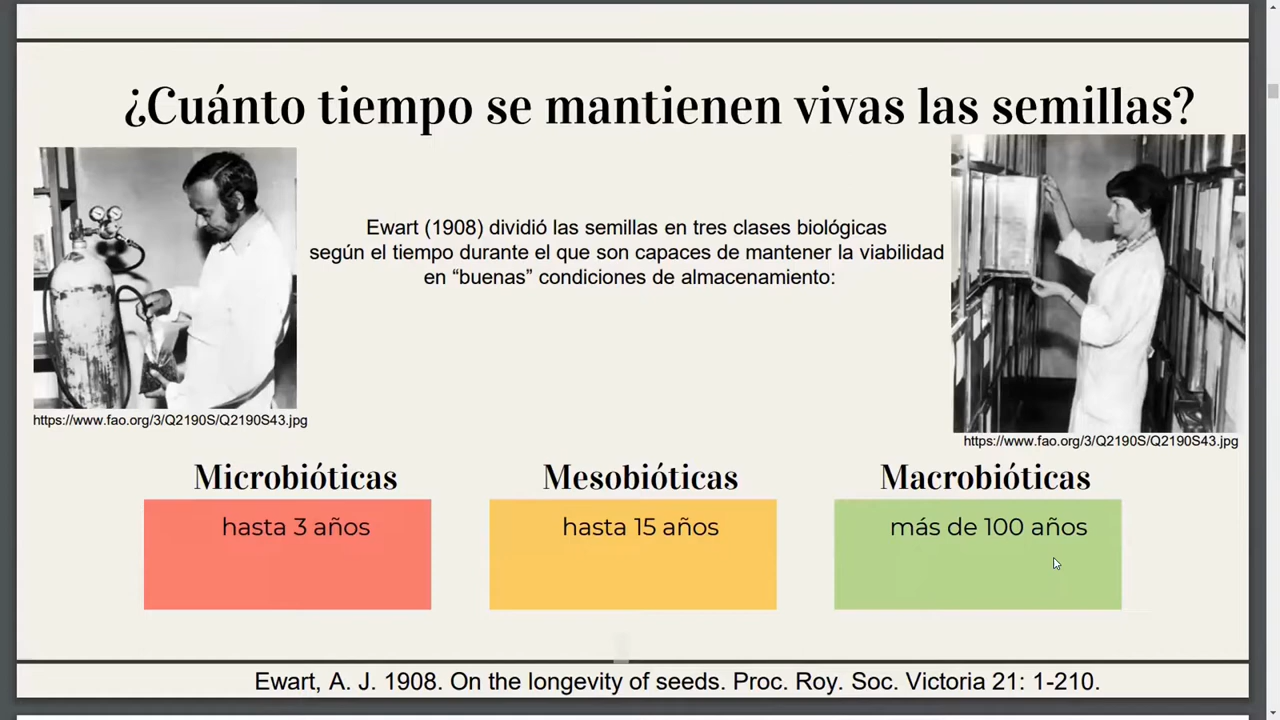 ¿Cuánto tiempo se mantienen vivas las semillas?
Ewart (1908) dividió las semillas en tres clases biológicas
según el tiempo durante el que son capaces de mantener la viabilidad
en “buenas” condiciones de almacenamiento:
https://www.fao.org/3/Q2190S/Q2190S43.jpg
https://www.fao.org/3/Q2190S/Q2190S43.jpg
Microbióticas
hasta 3 años
Mesobióticas
hasta 15 años
Macrobióticas
más de 100 años
Ewart, A. J. 1908. On the longevity of seeds. Proc. Roy. Soc. Victoria 21: 1-210.